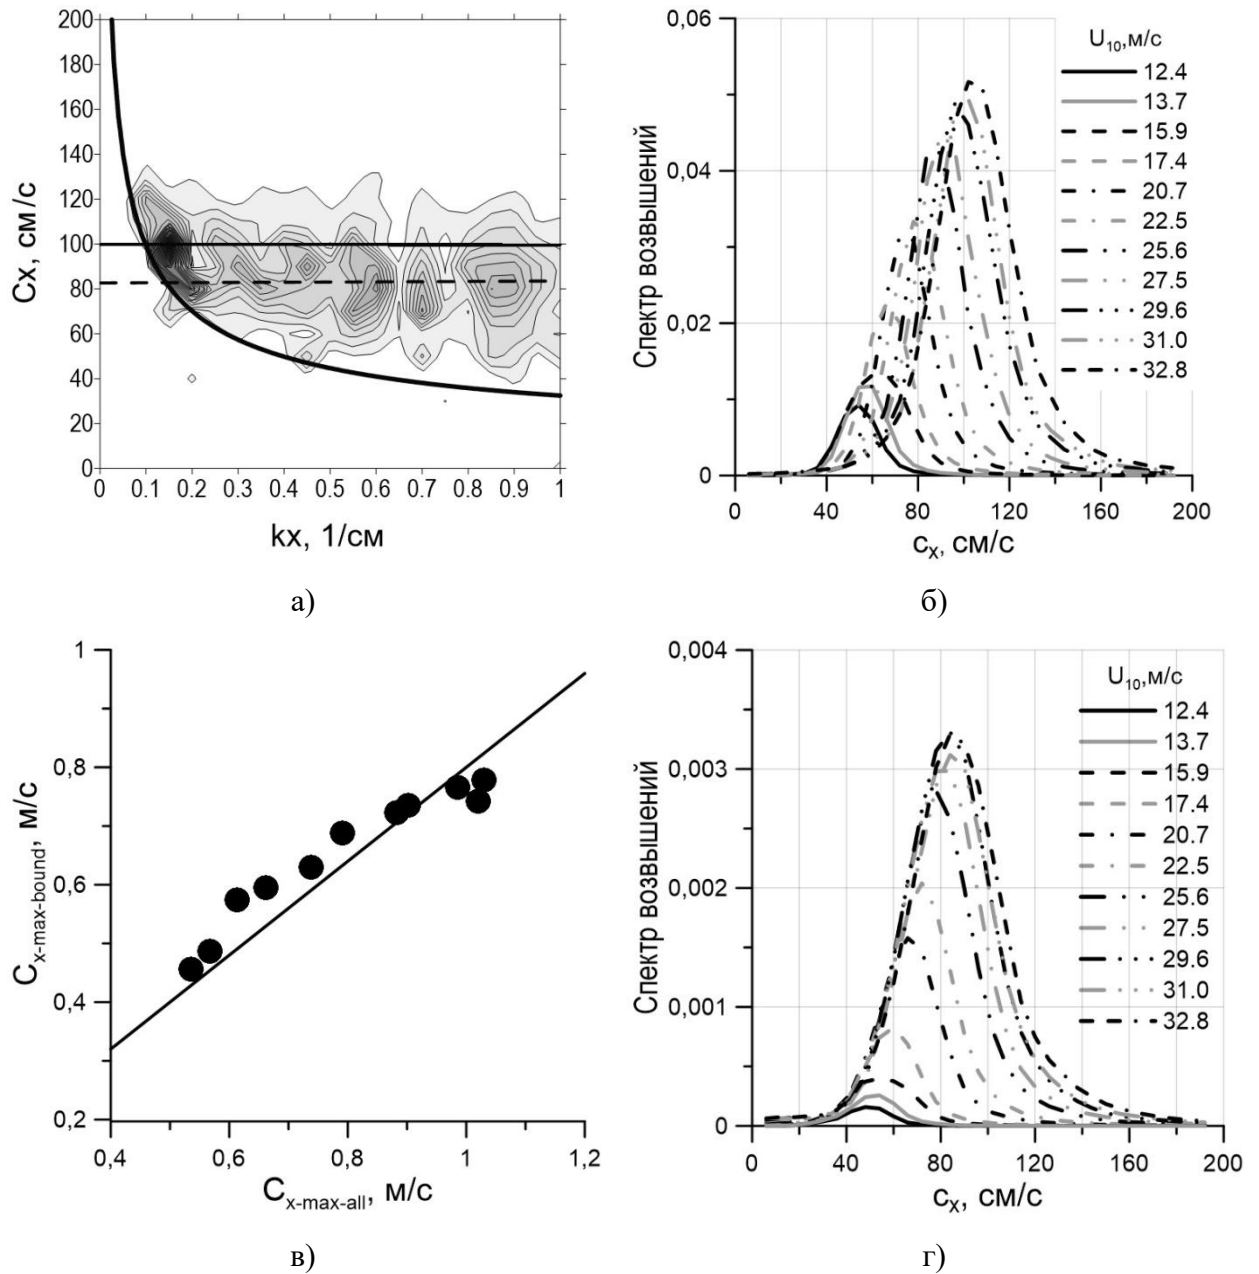 200
180
160
140
120
100
80
60
40
20
0
Cx, см/с
0 0.1 0.2 0.3 0.4 0.5 0.6 0.7 0.8 0.9 1
kx, 1/см
а)
0,06
0,04
0,02
0
Спектр возвышений
U10,м/с
12.4
13.7
15.9
17.4
20.7
22.5
25.6
27.5
29.6
31.0
32.8
0 40 80 120 160 200
cx, см/с
б)
1
0,8
0,6
0,4
0,2
Cx-max-bound, м/с
0,4 0,6 0,8 1 1,2
Cx-max-all, м/с
в)
0,004
0,003
0,002
0,001
0
Спектр возвышений
U10,м/с
12.4
13.7
15.9
17.4
20.7
22.5
25.6
27.5
29.6
31.0
32.8
0 40 80 120 160 200
cx, см/с
г)